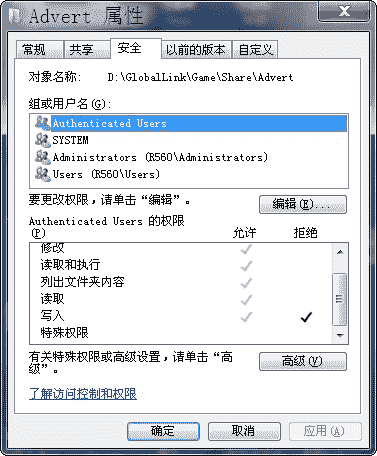 Advert 属性
常规 共享 安全 以前的版本 自定义
对象名称: D:\GlobalLink\Game\Share\Advert
组或用户名(G):
Authenticated Users
SYSTEM
Administrators (R560\Administrators)
Users (R560\Users)
要更改权限，请单击“编辑”。 编辑(E)...
Authenticated Users 的权限
(P) 允许 拒绝
修改
读取和执行
列出文件夹内容
读取
写入
特殊权限
有关特殊权限或高级设置，请单击“高
级”。 高级(V)
了解访问控制和权限
确定 取消 应用(A)